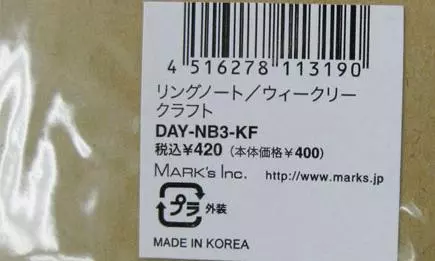 4 516278 113190
リングノート／ウィークリー
クラフト
DAY-NB3-KF
税込¥420（本体価格¥400）
MARK's Inc. http://www.marks.jp
プラ 外装
MADE IN KOREA